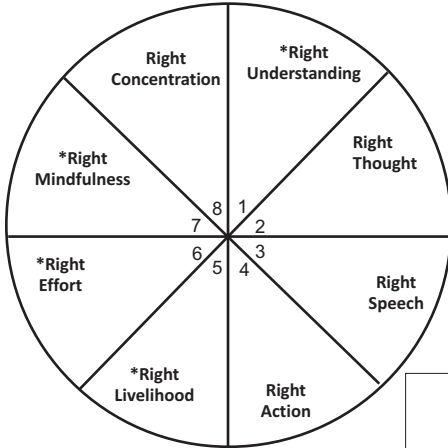 *Right
Understanding
Right
Thought
Right
Speech
Right
Action
*Right
Livelihood
*Right
Effort
*Right
Mindfulness
Right
Concentration
8 1
7 2
6 3
5 4